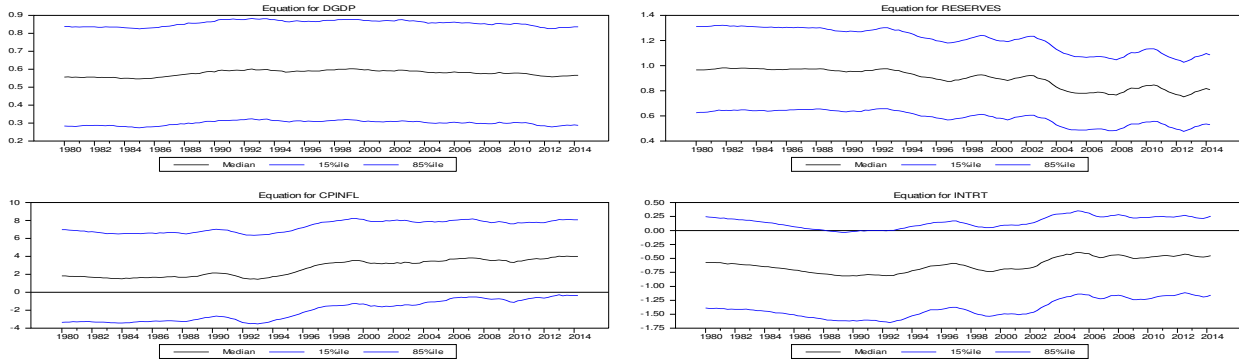 Equation for DGDP
0.9
0.8
0.7
0.6
0.5
0.4
0.3
0.2
1980 1982 1984 1986 1988 1990 1992 1994 1996 1998 2000 2002 2004 2006 2008 2010 2012 2014
Median 15%ile 85%ile
Equation for RESERVES
1.4
1.2
1.0
0.8
0.6
0.4
1980 1982 1984 1986 1988 1990 1992 1994 1996 1998 2000 2002 2004 2006 2008 2010 2012 2014
Median 15%ile 85%ile
Equation for CPINFL
10
8
6
4
2
0
-2
-4
1980 1982 1984 1986 1988 1990 1992 1994 1996 1998 2000 2002 2004 2006 2008 2010 2012 2014
Median 15%ile 85%ile
Equation for INTRT
0.50
0.25
0.00
-0.25
-0.50
-0.75
-1.00
-1.25
-1.50
-1.75
1980 1982 1984 1986 1988 1990 1992 1994 1996 1998 2000 2002 2004 2006 2008 2010 2012 2014
Median 15%ile 85%ile